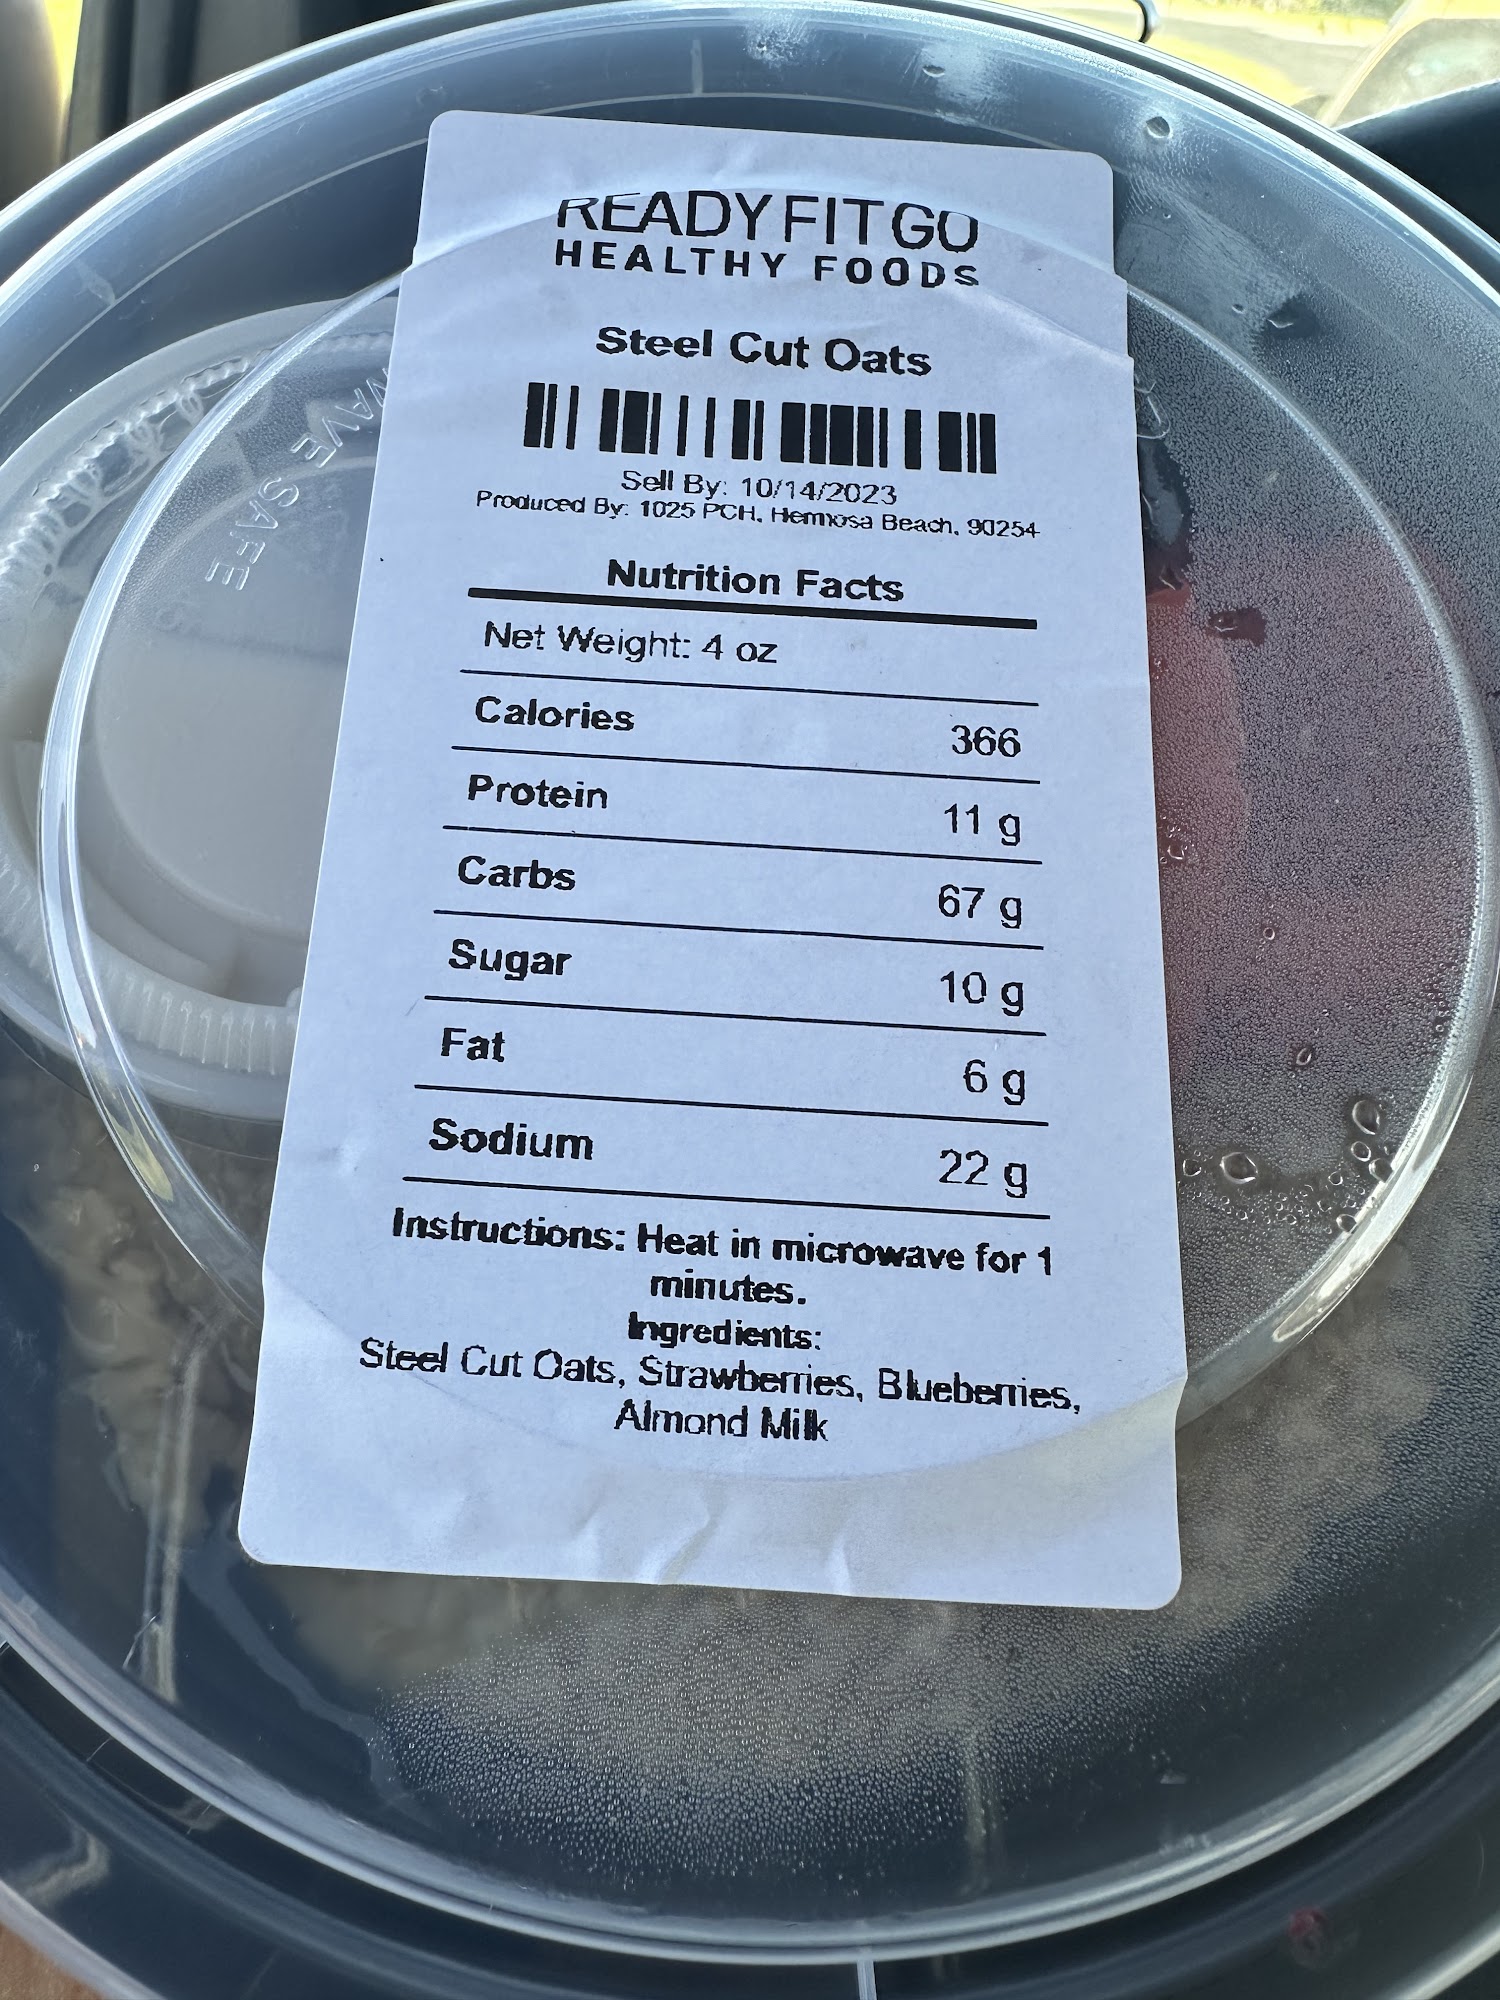 READY FIT GO
HEALTHY FOODS
Steel Cut Oats
Sell By: 10/14/2023
Produced By: 1025 PCH, Hermosa Beach, 90254
Nutrition Facts
Net Weight: 4 oz
Calories 366
Protein 11 g
Carbs 67 g
Sugar 10 g
Fat 6 g
Sodium 22 g
Instructions: Heat in microwave for 1
minutes.
Ingredients:
Steel Cut Oats, Strawberries, Blueberries,
Almond Milk
SAFE